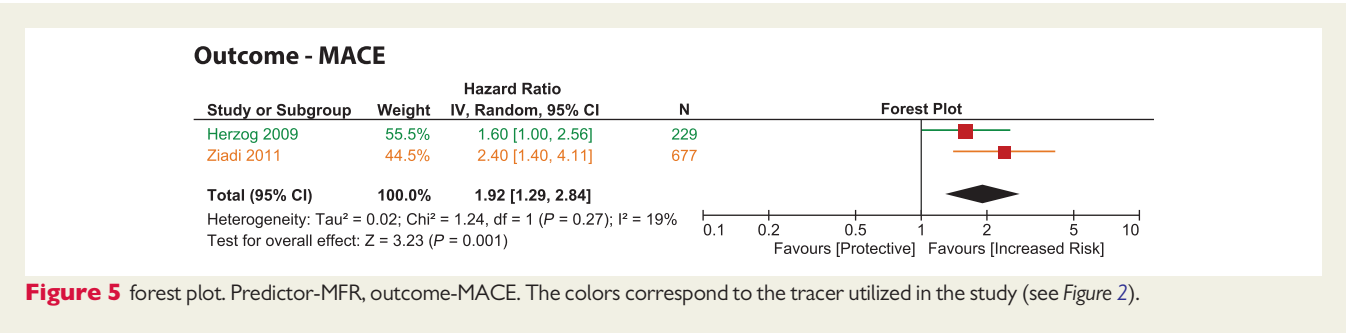 Outcome - MACE
Hazard Ratio
Study or Subgroup Weight IV, Random, 95% CI N Forest Plot
Herzog 2009 55.5% 1.60 [1.00, 2.56] 229
Ziadi 2011 44.5% 2.40 [1.40, 4.11] 677
Total (95% CI) 100.0% 1.92 [1.29, 2.84]
Heterogeneity: Tau² = 0.02; Chi² = 1.24, df = 1 (P = 0.27); I² = 19%
0.1 0.2 0.5 1 2 5 10
Test for overall effect: Z = 3.23 (P = 0.001)
Favours [Protective] Favours [Increased Risk]
Figure 5 forest plot. Predictor-MFR, outcome-MACE. The colors correspond to the tracer utilized in the study (see Figure 2).